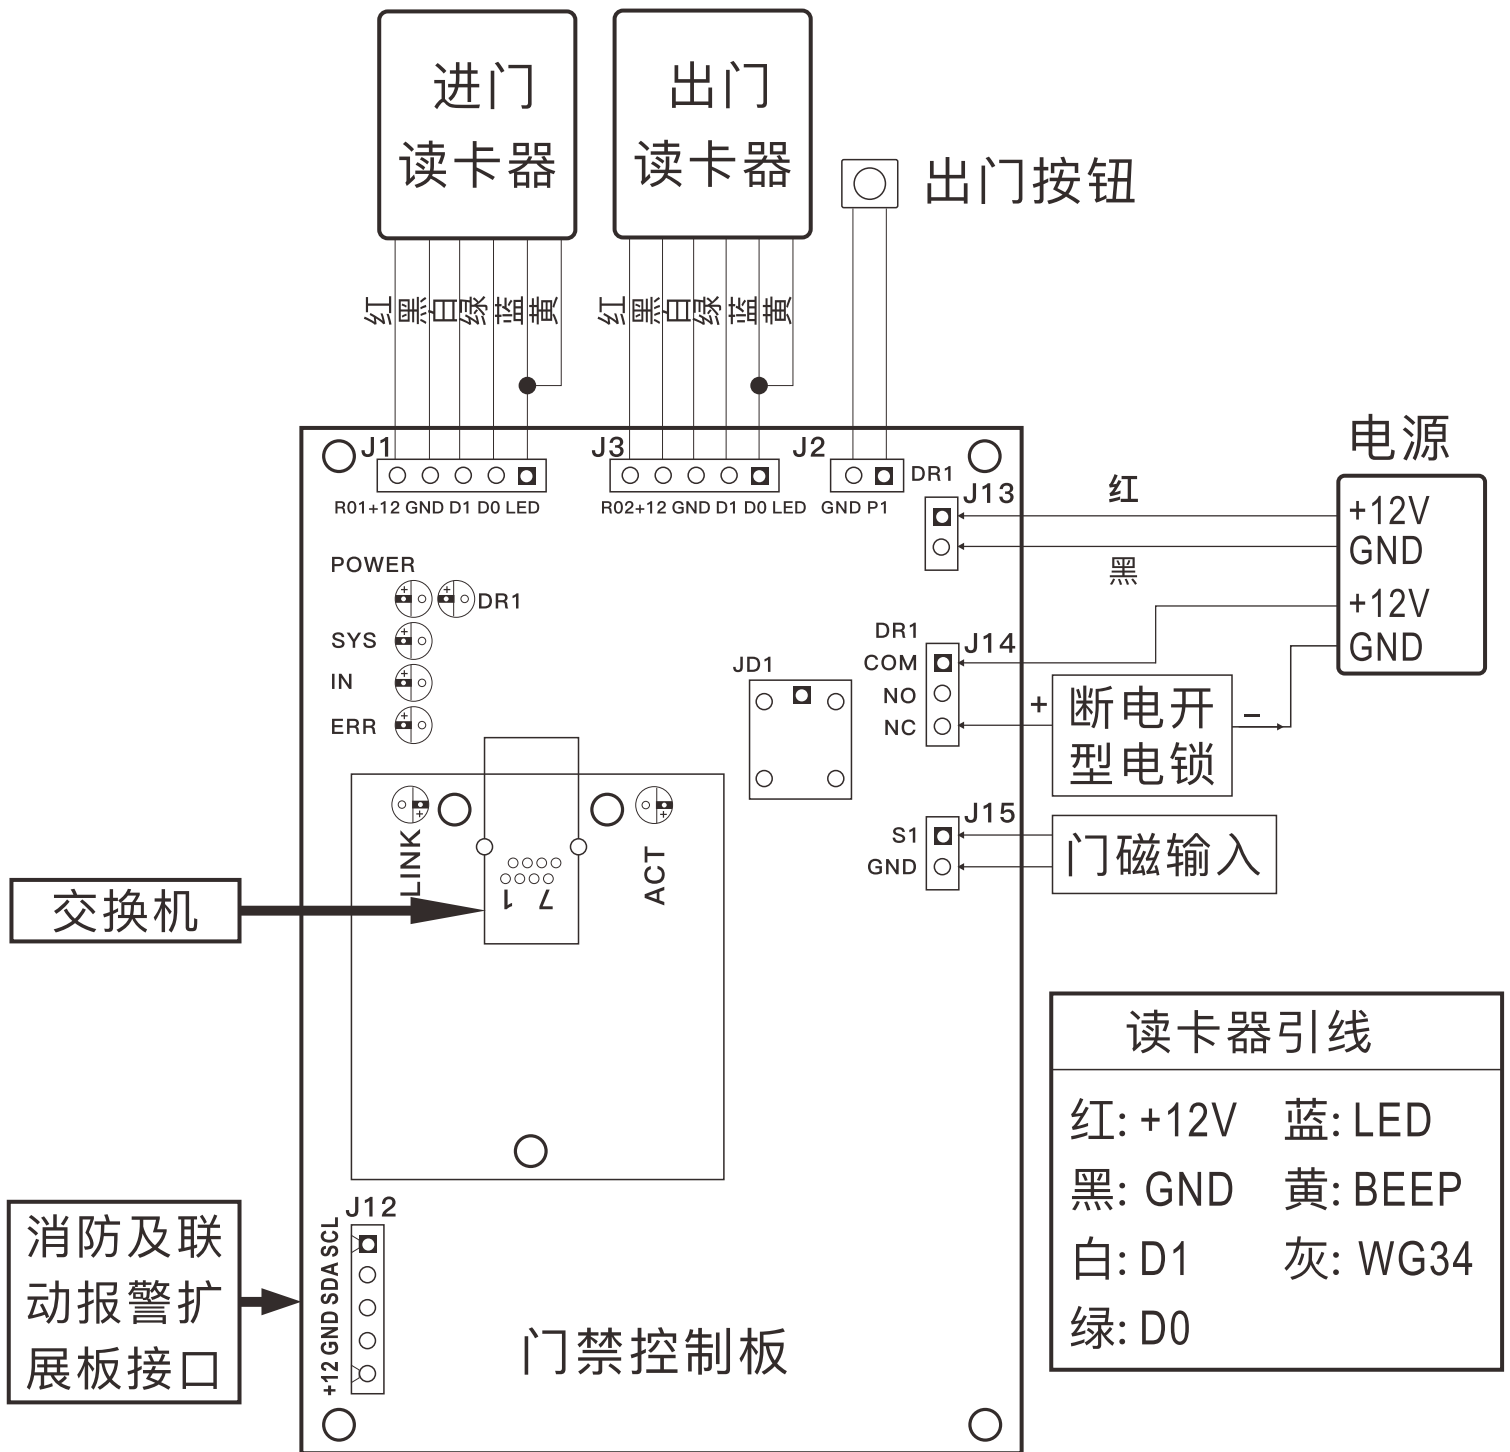 进门
读卡器
出门
读卡器
出门按钮
红 黑 白 绿 蓝 黄
红 黑 白 绿 蓝 黄
J1
J3
J2
DR1
R01+12 GND D1 D0 LED
R02+12 GND D1 D0 LED
GND P1
电源
+12V
GND
+12V
GND
J13
红
黑
POWER
DR1
SYS
IN
ERR
JD1
DR1
J14
COM
NO
NC
+
断电开
型电锁
−
J15
S1
GND
门磁输入
LINK
ACT
1 7
交换机
读卡器引线
红: +12V 蓝: LED
黑: GND 黄: BEEP
白: D1 灰: WG34
绿: D0
J12
+12 GND SDA SCL
消防及联
动报警扩
展板接口
门禁控制板